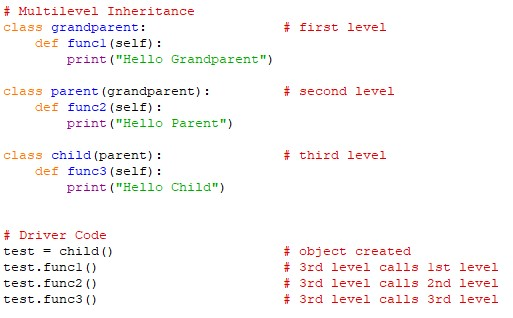 # Multilevel Inheritance
class grandparent:                 # first level
    def func1(self):
        print("Hello Grandparent")
class parent(grandparent):         # second level
    def func2(self):
        print("Hello Parent")
class child(parent):               # third level
    def func3(self):
        print("Hello Child")
# Driver Code
test = child()                     # object created
test.func1()                       # 3rd level calls 1st level
test.func2()                       # 3rd level calls 2nd level
test.func3()                       # 3rd level calls 3rd level